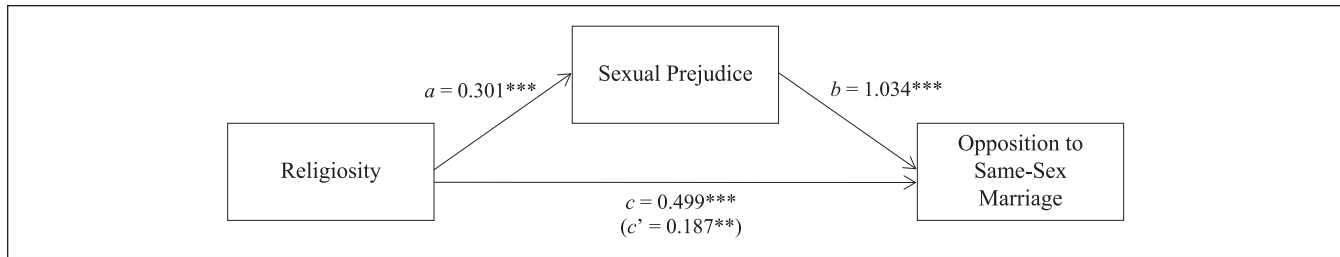 Sexual Prejudice
a = 0.301***
b = 1.034***
Religiosity
Opposition to
Same-Sex
Marriage
c = 0.499***
(c’ = 0.187**)